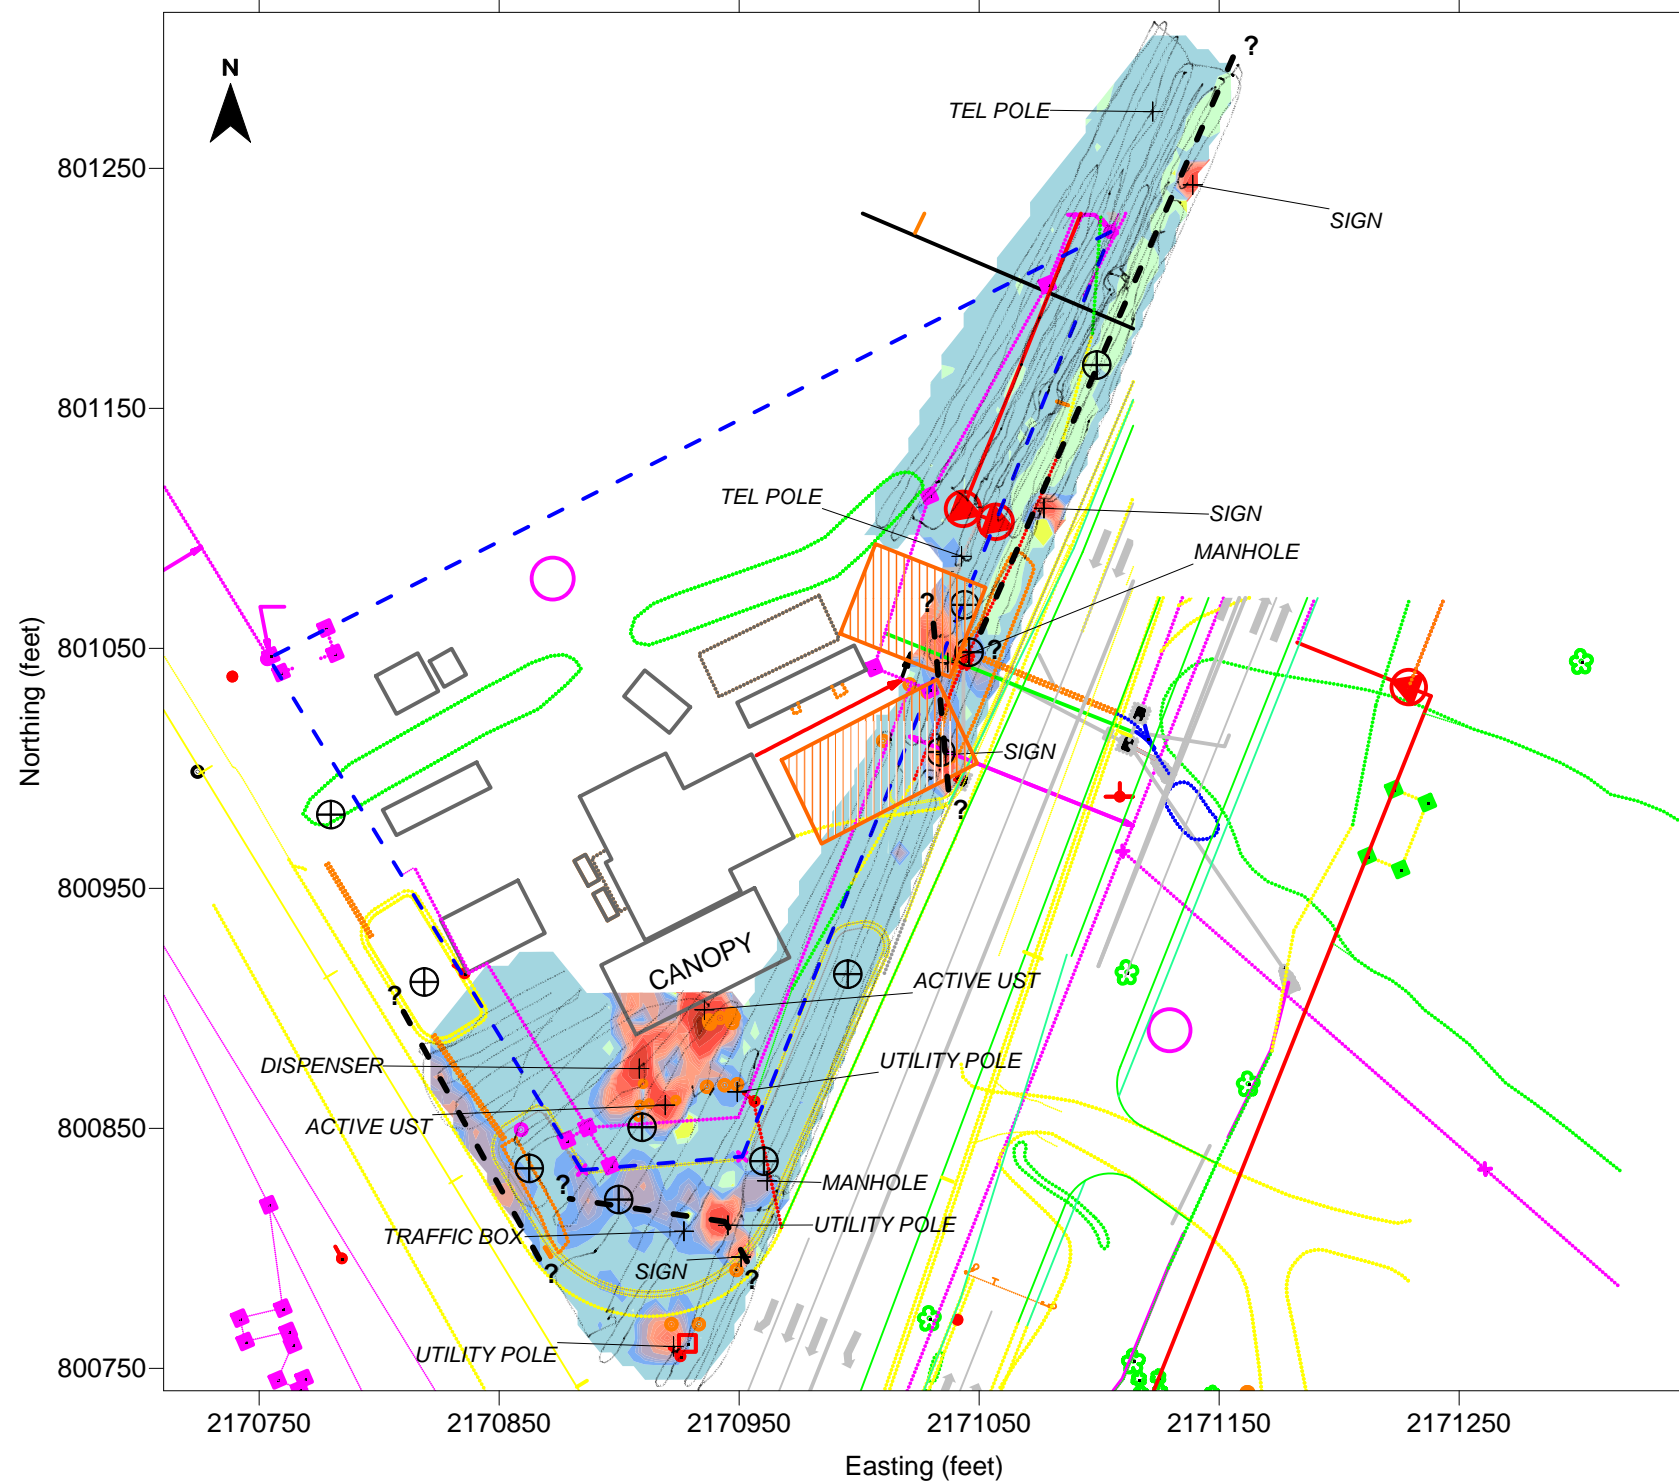 ?
N
TEL POLE
801250
SIGN
801150
TEL POLE
SIGN
MANHOLE
?
801050
?
SIGN
Northing (feet)
?
800950
CANOPY
ACTIVE UST
?
DISPENSER
UTILITY POLE
ACTIVE UST
800850
?
MANHOLE
TRAFFIC BOX
UTILITY POLE
SIGN
?
?
UTILITY POLE
800750
2170750
2170850
2170950
2171050
2171150
2171250
Easting (feet)